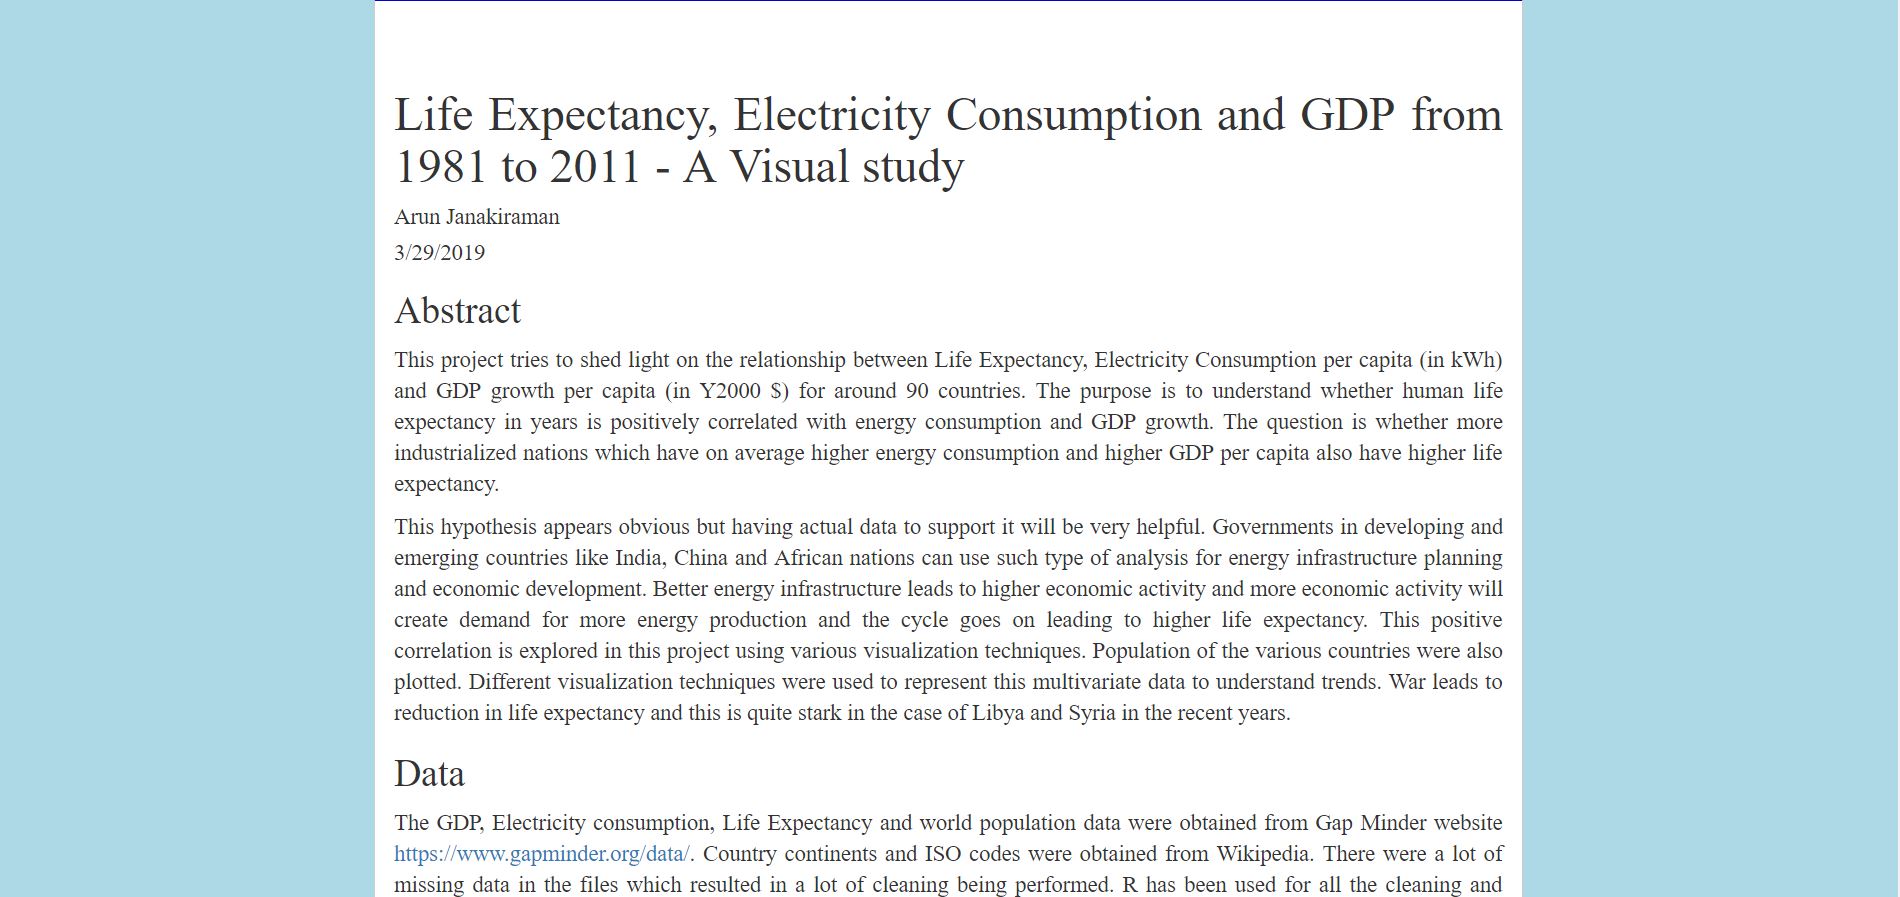 Life Expectancy, Electricity Consumption and GDP from
1981 to 2011 - A Visual study
Arun Janakiraman
3/29/2019
Abstract
This project tries to shed light on the relationship between Life Expectancy, Electricity Consumption per capita (in kWh)
and GDP growth per capita (in Y2000 $) for around 90 countries. The purpose is to understand whether human life
expectancy in years is positively correlated with energy consumption and GDP growth. The question is whether more
industrialized nations which have on average higher energy consumption and higher GDP per capita also have higher life
expectancy.
This hypothesis appears obvious but having actual data to support it will be very helpful. Governments in developing and
emerging countries like India, China and African nations can use such type of analysis for energy infrastructure planning
and economic development. Better energy infrastructure leads to higher economic activity and more economic activity will
create demand for more energy production and the cycle goes on leading to higher life expectancy. This positive
correlation is explored in this project using various visualization techniques. Population of the various countries were also
plotted. Different visualization techniques were used to represent this multivariate data to understand trends. War leads to
reduction in life expectancy and this is quite stark in the case of Libya and Syria in the recent years.
Data
The GDP, Electricity consumption, Life Expectancy and world population data were obtained from Gap Minder website
https://www.gapminder.org/data/. Country continents and ISO codes were obtained from Wikipedia. There were a lot of
missing data in the files which resulted in a lot of cleaning being performed. R has been used for all the cleaning and